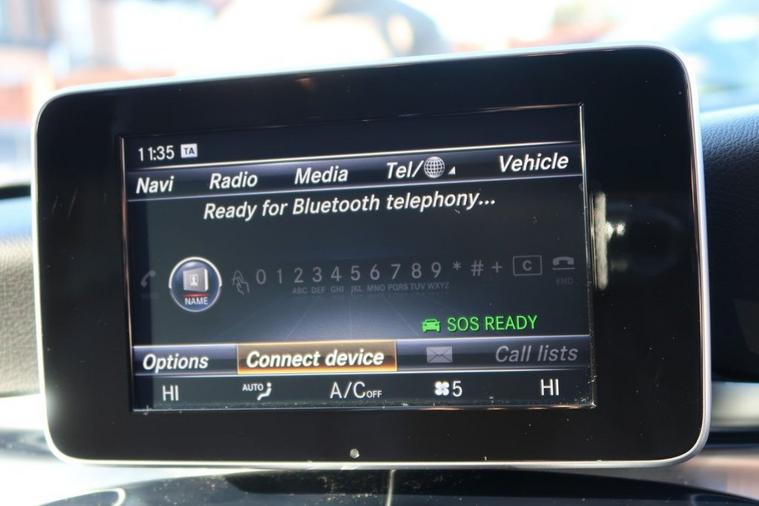 11:35 TA
Navi Radio Media Tel/ Vehicle
Ready for Bluetooth telephony...
NAME 0 1 2 3 4 5 6 7 8 9 * # + C
ABC DEF GHI JKL MNO PQRS TUV WXYZ END
SOS READY
Options Connect device Call lists
HI AUTO A/C OFF 5 HI